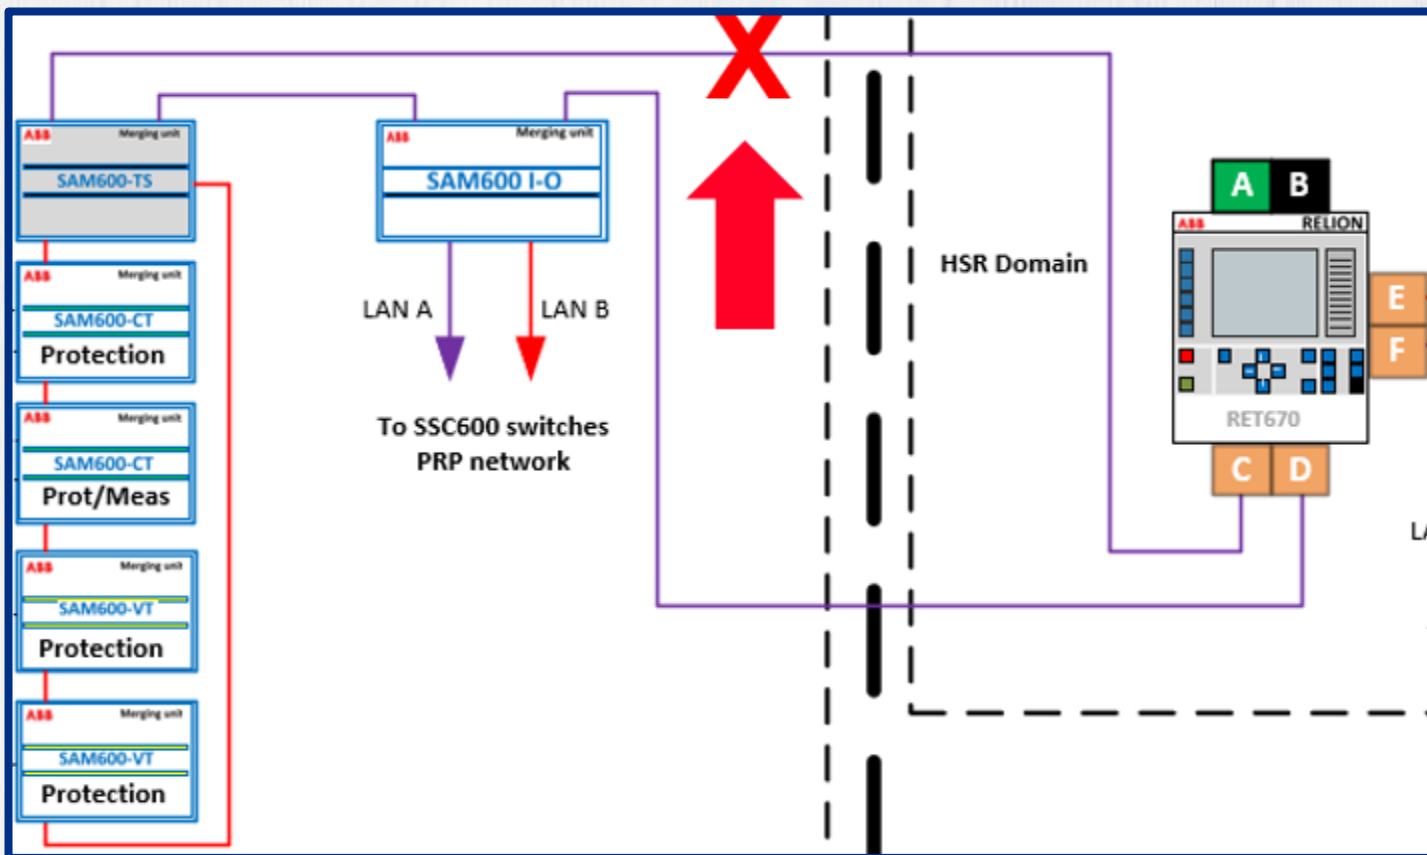 X
ABB Merging unit
SAM600-TS
ABB Merging unit
SAM600-CT
Protection
ABB Merging unit
SAM600-CT
Prot/Meas
ABB Merging unit
SAM600-VT
Protection
ABB Merging unit
SAM600-VT
Protection
ABB Merging unit
SAM600 I-O
LAN A
LAN B
To SSC600 switches
PRP network
HSR Domain
A B
ABB RELION
E
F
RET670
C D